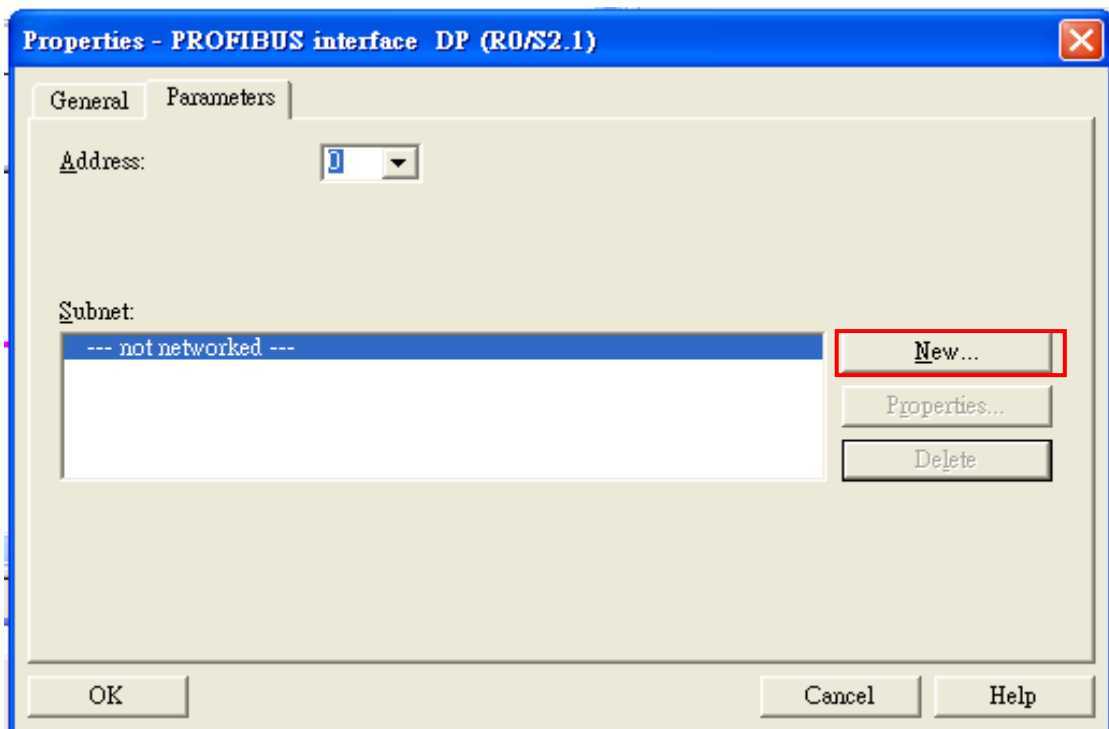 Properties - PROFIBUS interface DP (R0/S2.1)
General Parameters
Address:
Subnet:
--- not networked ---
New...
Properties...
Delete
OK Cancel Help